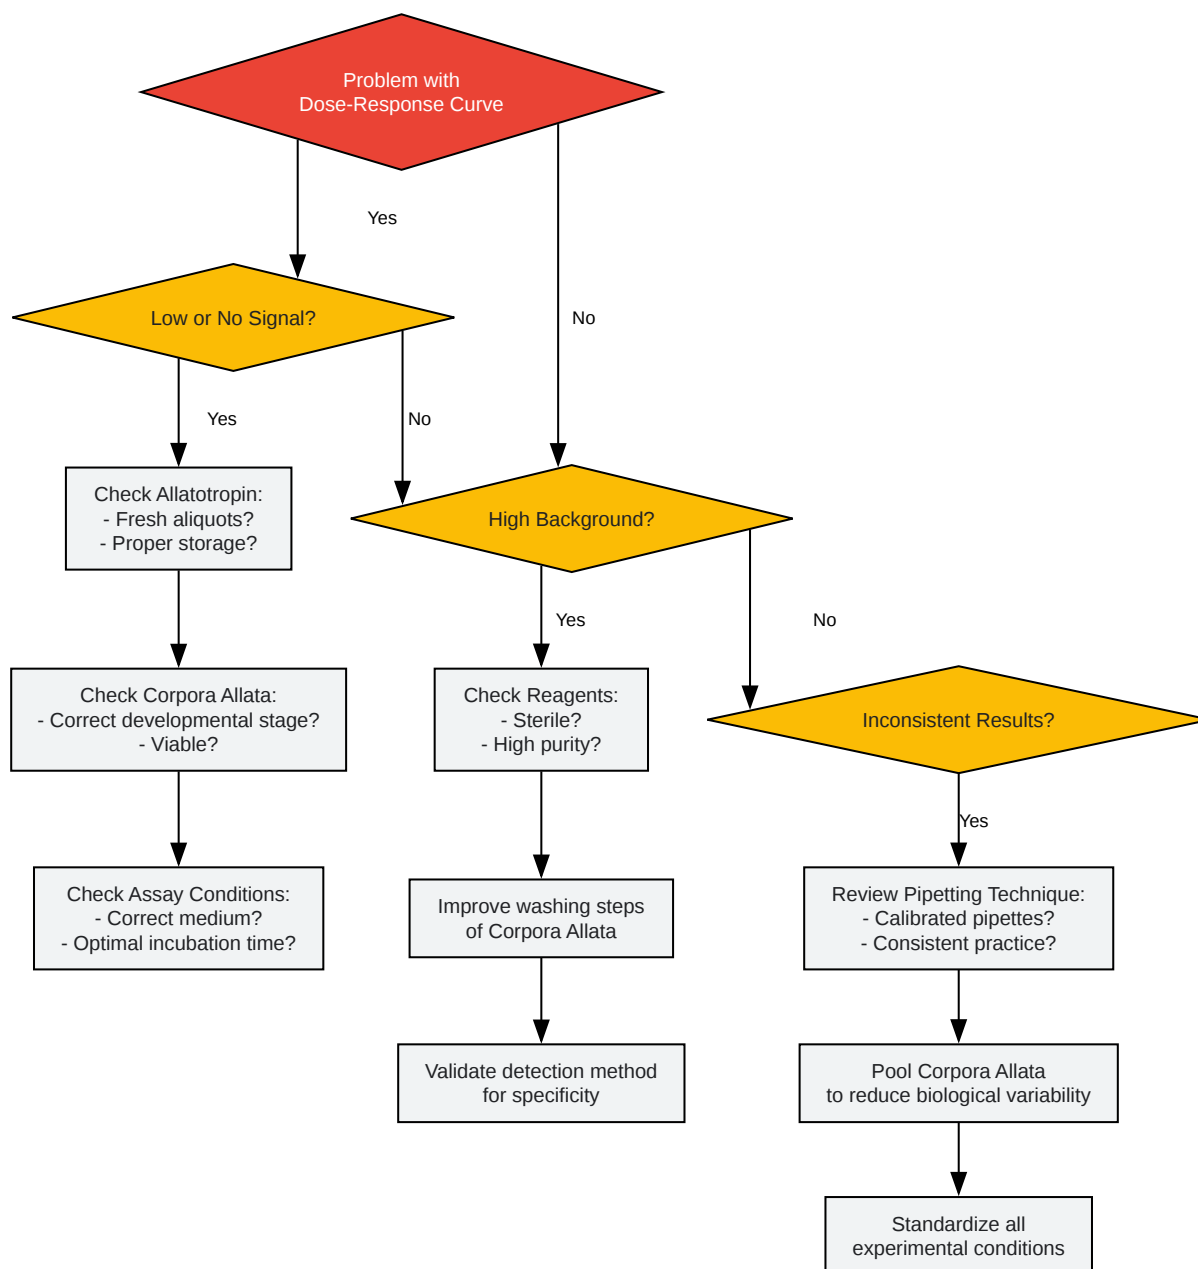 Problem with
Dose-Response Curve
Yes
No
Low or No Signal?
Yes
No
Check Allatotropin:
- Fresh aliquots?
- Proper storage?
High Background?
Yes
No
Check Corpora Allata:
- Correct developmental stage?
- Viable?
Check Reagents:
- Sterile?
- High purity?
Inconsistent Results?
Yes
Check Assay Conditions:
- Correct medium?
- Optimal incubation time?
Improve washing steps
of Corpora Allata
Review Pipetting Technique:
- Calibrated pipettes?
- Consistent practice?
Validate detection method
for specificity
Pool Corpora Allata
to reduce biological variability
Standardize all
experimental conditions